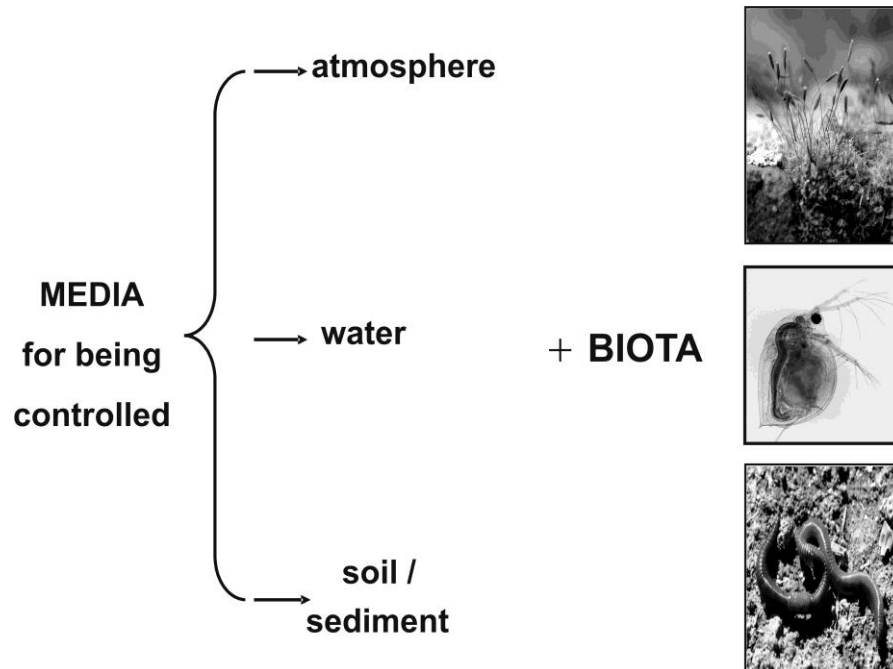 atmosphere
MEDIA
for being
controlled
water
+ BIOTA
soil /
sediment